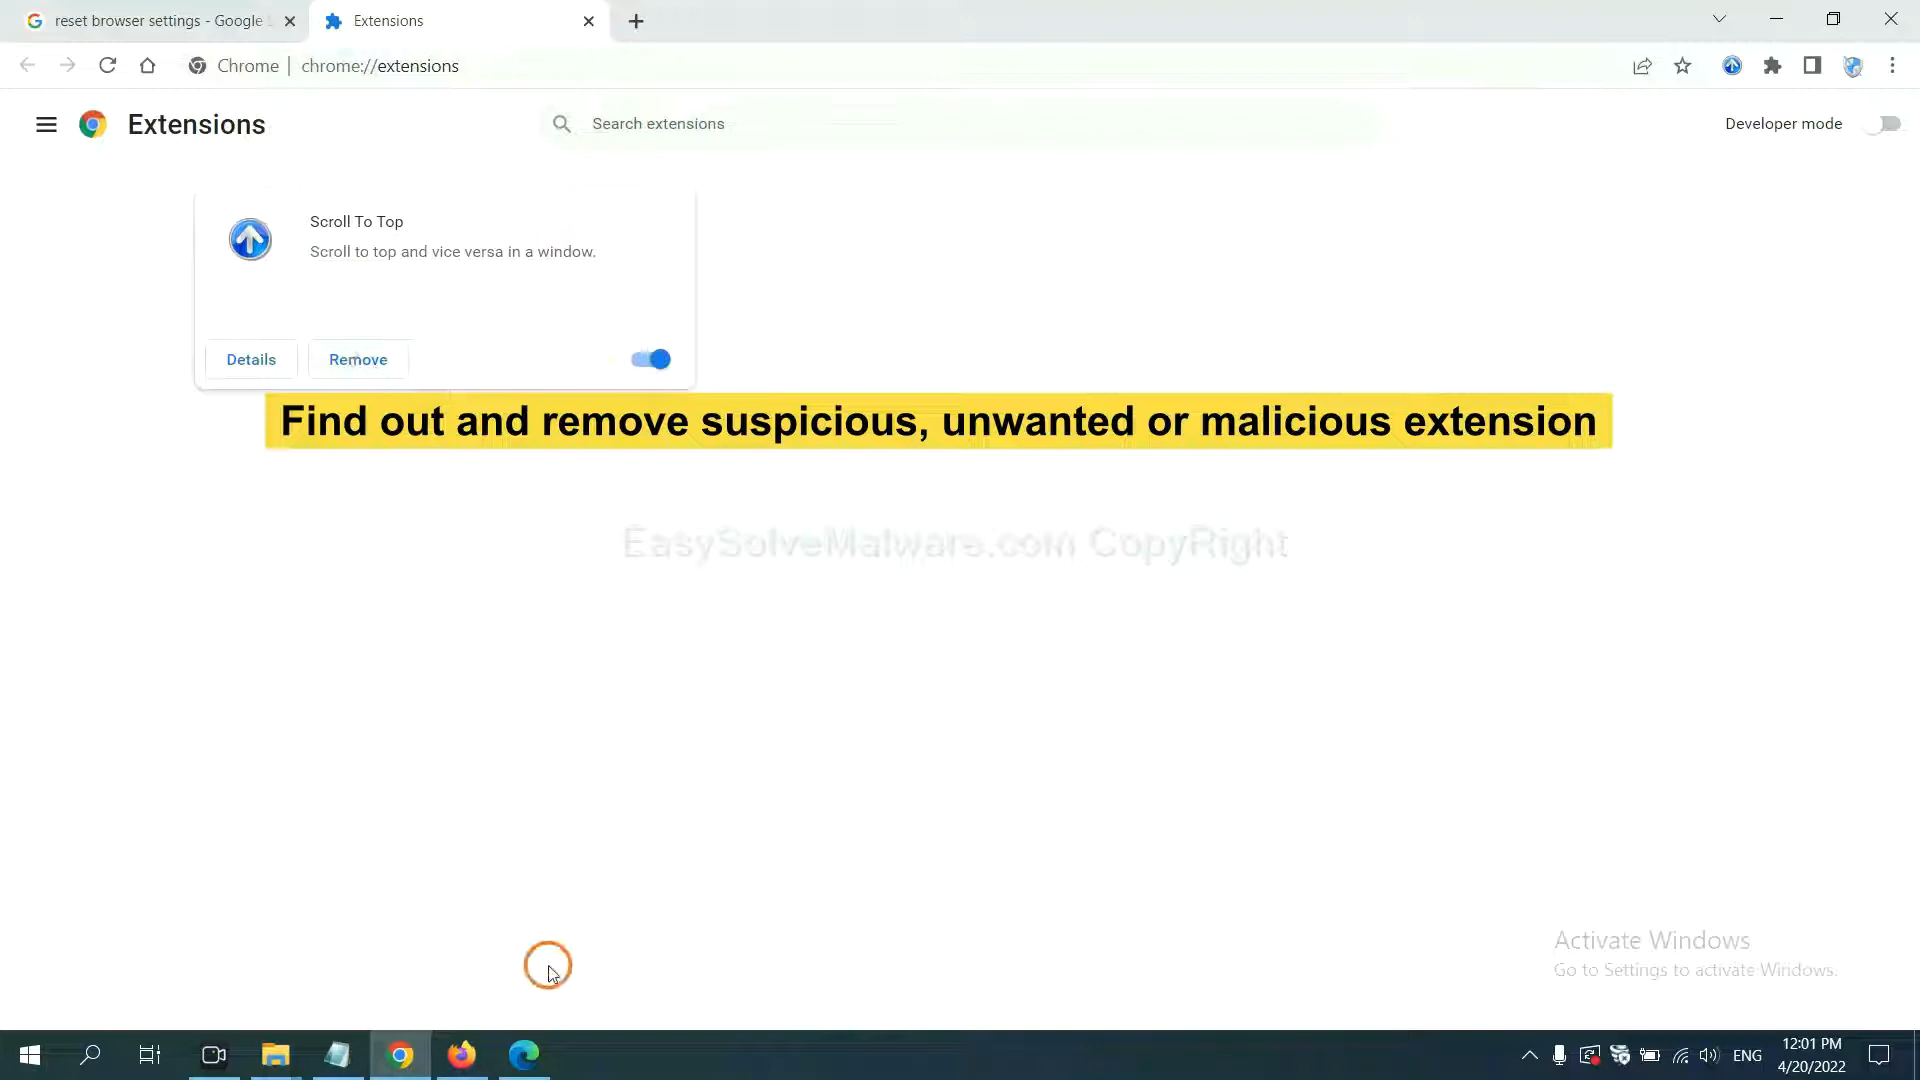 reset browser settings - Google
Extensions
Chrome | chrome://extensions
Extensions
Search extensions
Developer mode
Scroll To Top
Scroll to top and vice versa in a window.
Details
Remove
Find out and remove suspicious, unwanted or malicious extension
EasySolveMalware.com CopyRight
Activate Windows
Go to Settings to activate Windows.
ENG
12:01 PM
4/20/2022